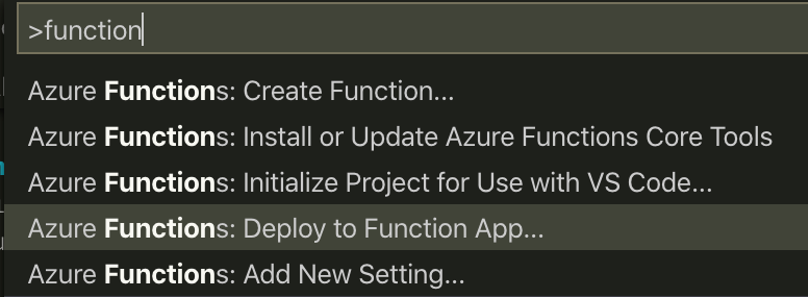 >function
Azure Functions: Create Function...
Azure Functions: Install or Update Azure Functions Core Tools
Azure Functions: Initialize Project for Use with VS Code...
Azure Functions: Deploy to Function App...
Azure Functions: Add New Setting...